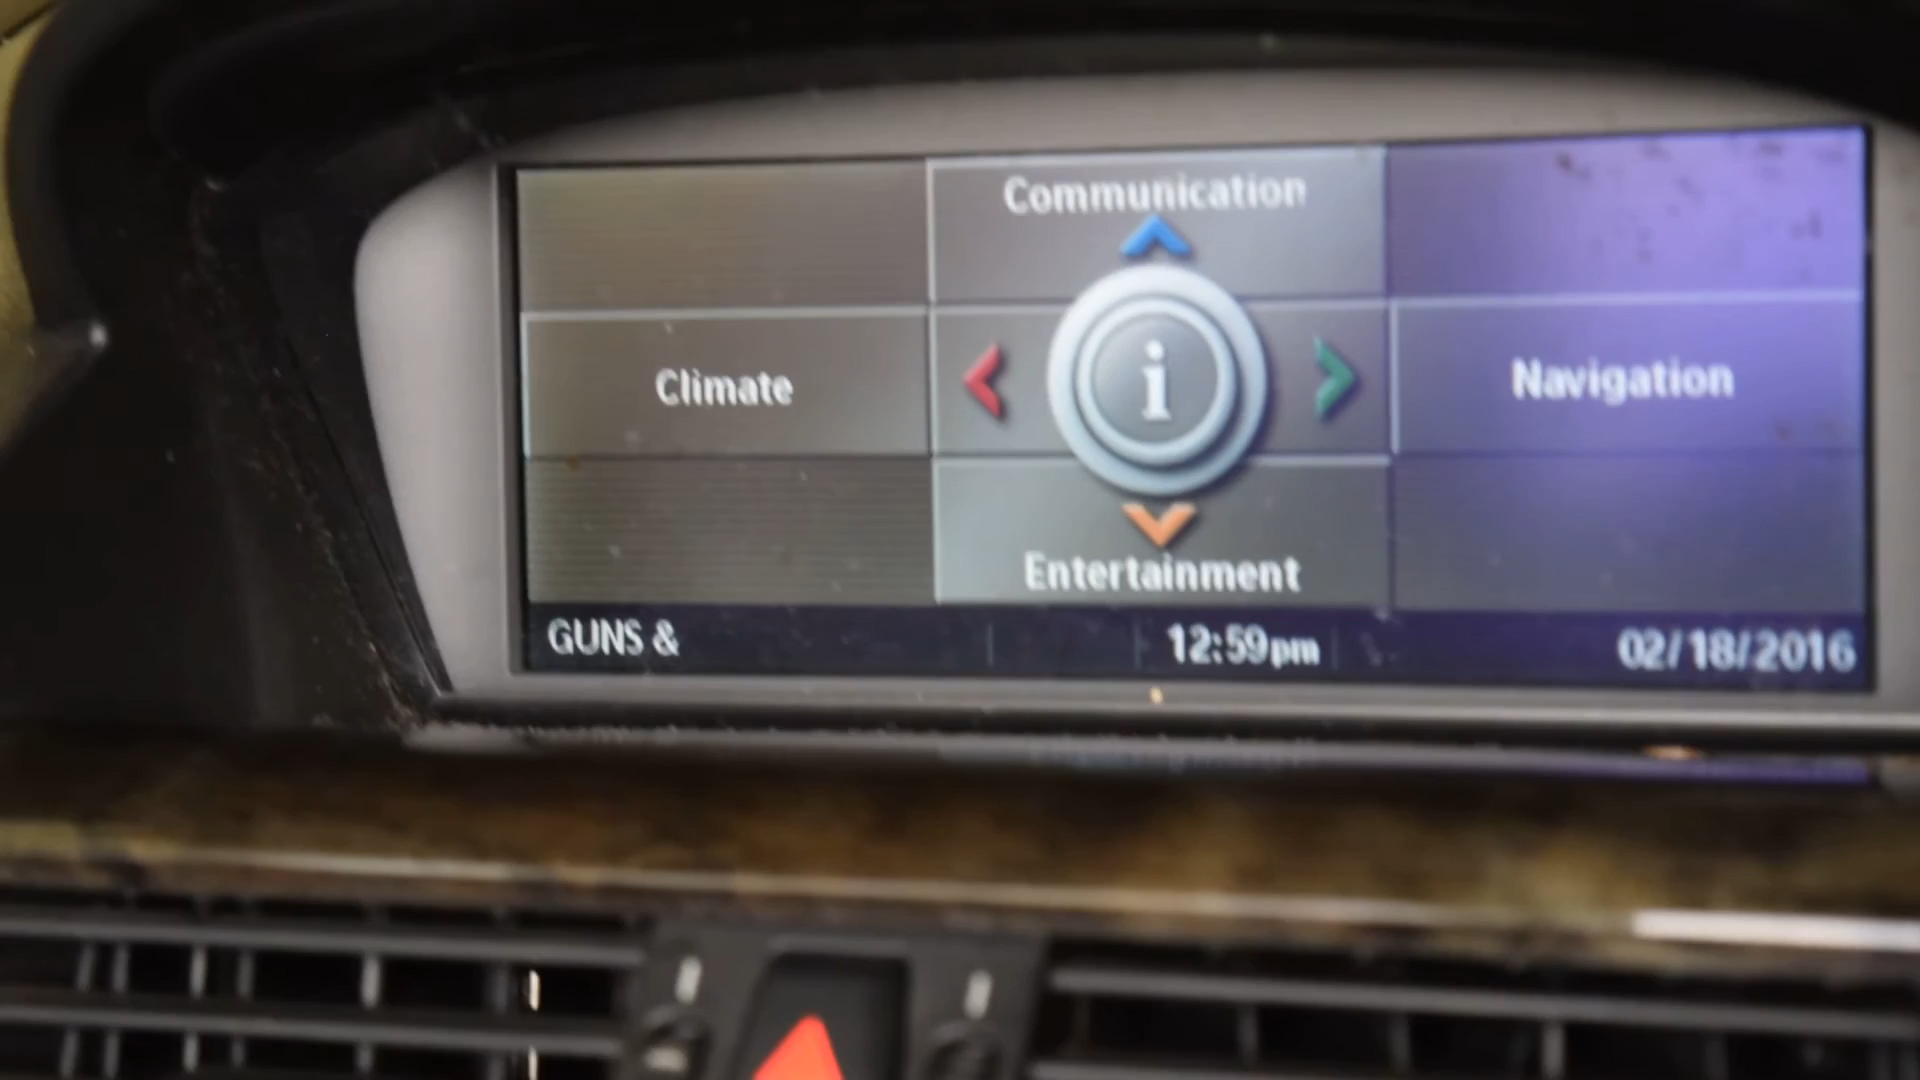 Communication
Climate
i
Navigation
Entertainment
GUNS & 12:59pm 02/18/2016